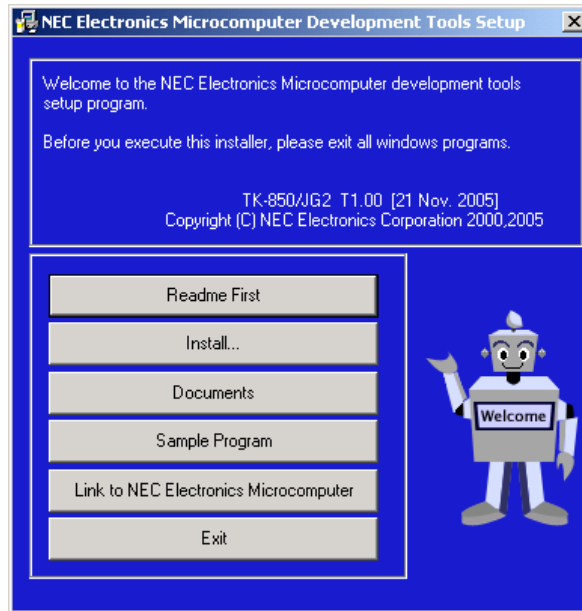 NEC Electronics Microcomputer Development Tools Setup
Welcome to the NEC Electronics Microcomputer development tools
setup program.
Before you execute this installer, please exit all windows programs.
TK-850/JG2 T1.00 [21 Nov. 2005]
Copyright (C) NEC Electronics Corporation 2000,2005
Readme First
Install...
Documents
Sample Program
Link to NEC Electronics Microcomputer
Exit
Welcome